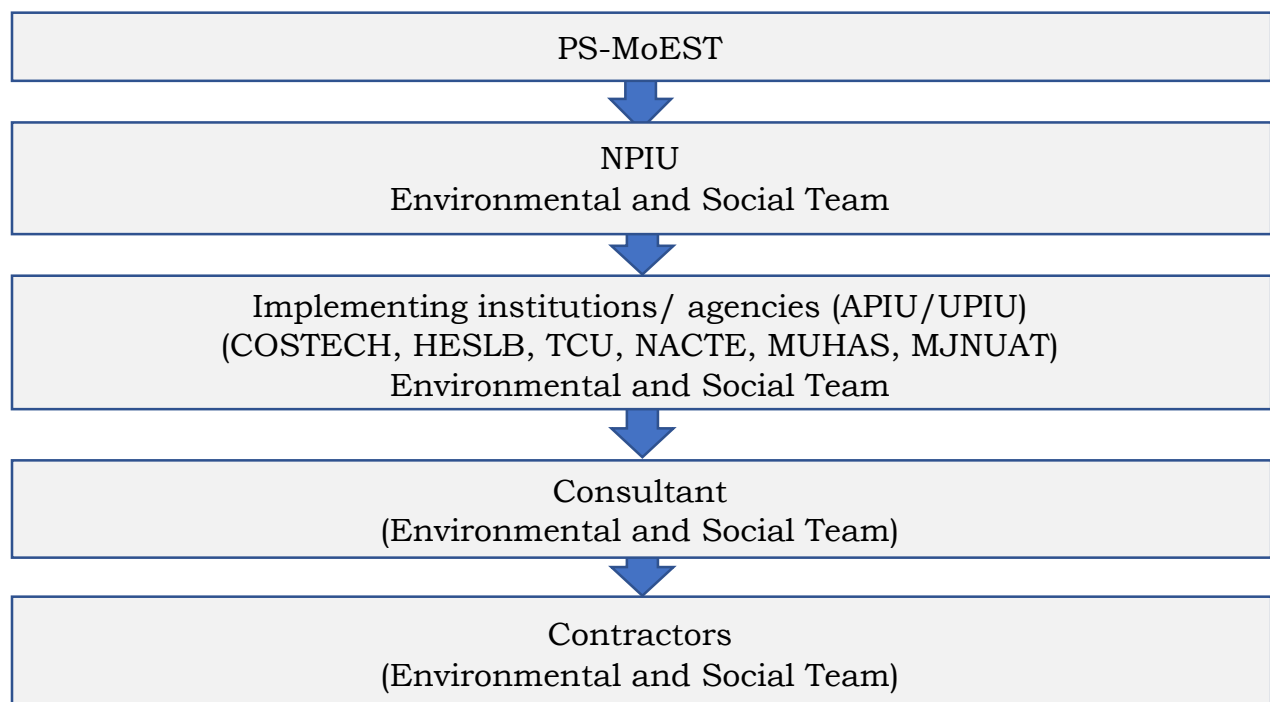 PS-MoEST
NPIU
Environmental and Social Team
Implementing institutions/ agencies (APIU/UPIU)
(COSTECH, HESLB, TCU, NACTE, MUHAS, MJNUAT)
Environmental and Social Team
Consultant
(Environmental and Social Team)
Contractors
(Environmental and Social Team)